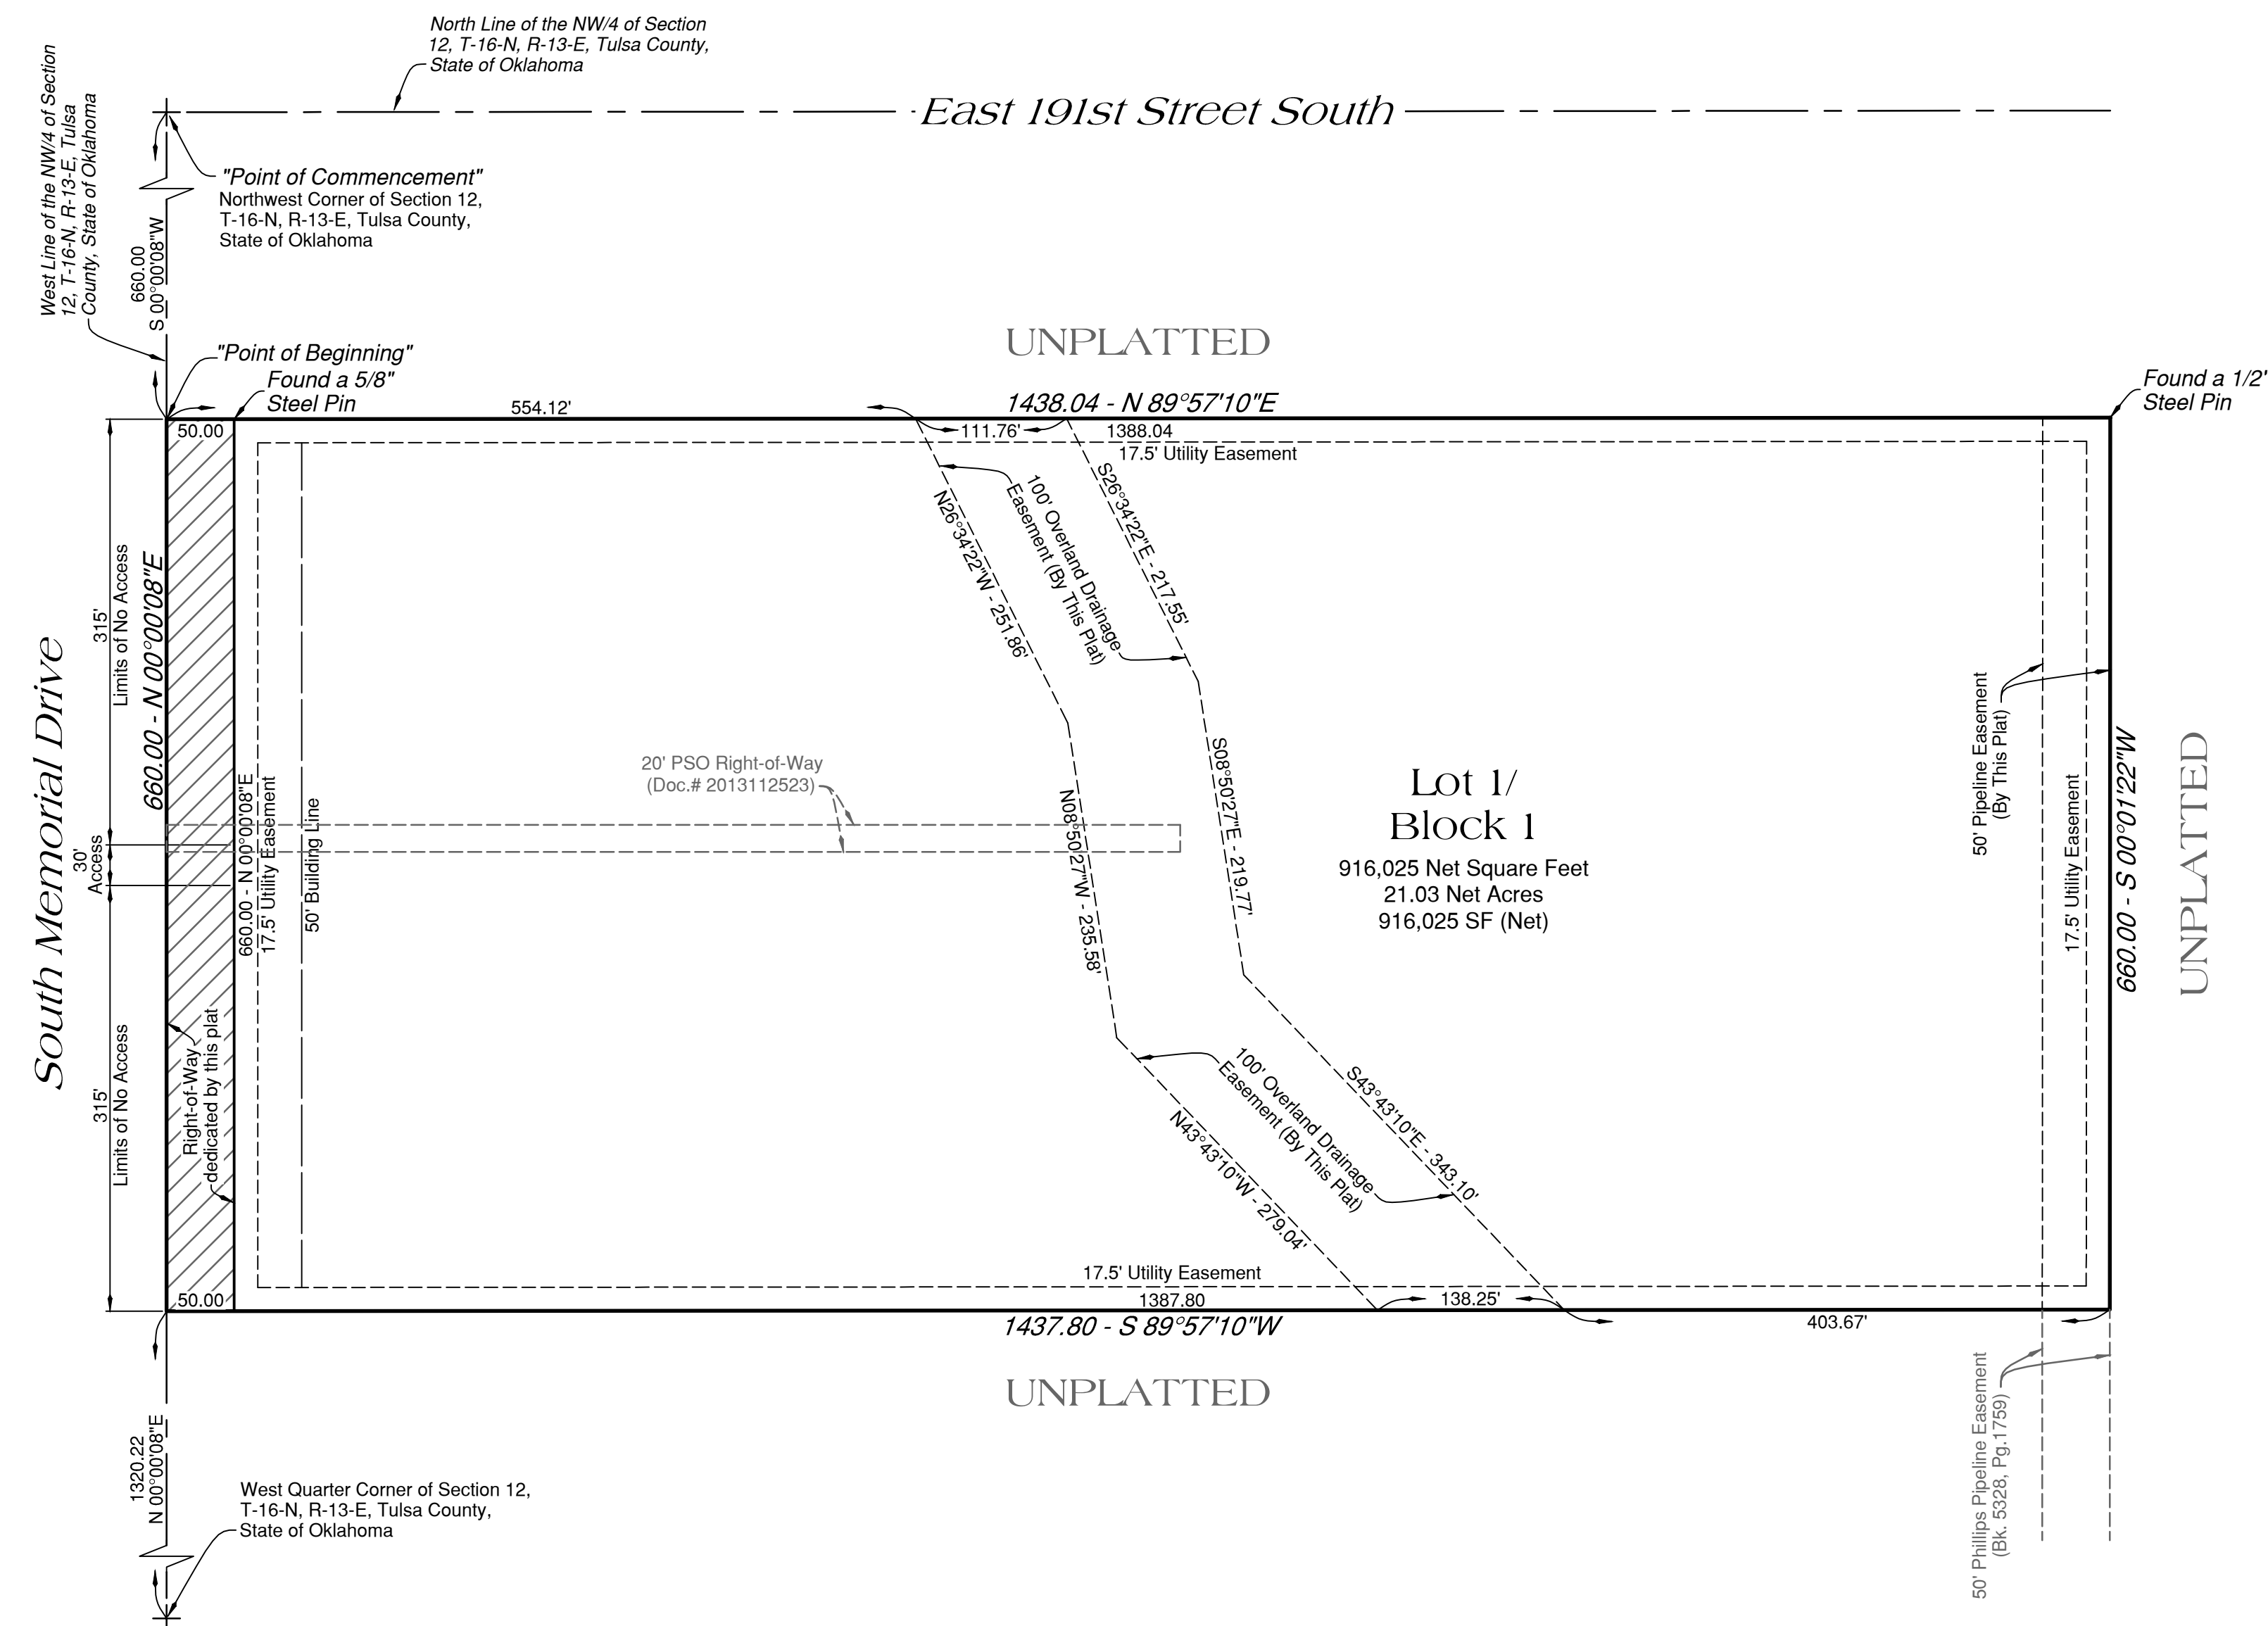 North Line of the NW/4 of Section
12, T-16-N, R-13-E, Tulsa County,
State of Oklahoma
West Line of the NW/4 of Section
12, T-16-N, R-13-E, Tulsa
County, State of Oklahoma
East 191st Street South
"Point of Commencement"
Northwest Corner of Section 12,
T-16-N, R-13-E, Tulsa County,
State of Oklahoma
660.00
S 00°00'08"W
UNPLATTED
"Point of Beginning"
Found a 5/8"
Steel Pin
554.12'
1438.04 - N 89°57'10"E
Found a 1/2"
Steel Pin
50.00
111.76'
1388.04
17.5' Utility Easement
N26°34'22"W - 251.86'
100' Overland Drainage
Easement (By This Plat)
S26°34'22"E - 217.55'
315'
Limits of No Access
660.00 - N 00°00'08"E
South Memorial Drive
30'
Access
315'
Limits of No Access
Right-of-Way
dedicated by this plat
660.00 - N 00°00'08"E
17.5' Utility Easement
50' Building Line
20' PSO Right-of-Way
(Doc.# 2013112523)
N08°50'27"W - 235.58'
S08°50'27"E - 219.77'
Lot 1/
Block 1
916,025 Net Square Feet
21.03 Net Acres
916,025 SF (Net)
50' Pipeline Easement
(By This Plat)
17.5' Utility Easement
660.00 - S 00°01'22"W
UNPLATTED
N43°43'10"W - 279.04'
100' Overland Drainage
Easement (By This Plat)
S43°43'10"E - 343.10'
17.5' Utility Easement
50.00
1387.80
138.25'
403.67'
1437.80 - S 89°57'10"W
UNPLATTED
1320.22
N 00°00'08"E
West Quarter Corner of Section 12,
T-16-N, R-13-E, Tulsa County,
State of Oklahoma
50' Phillips Pipeline Easement
(Bk. 5328, Pg.1759)